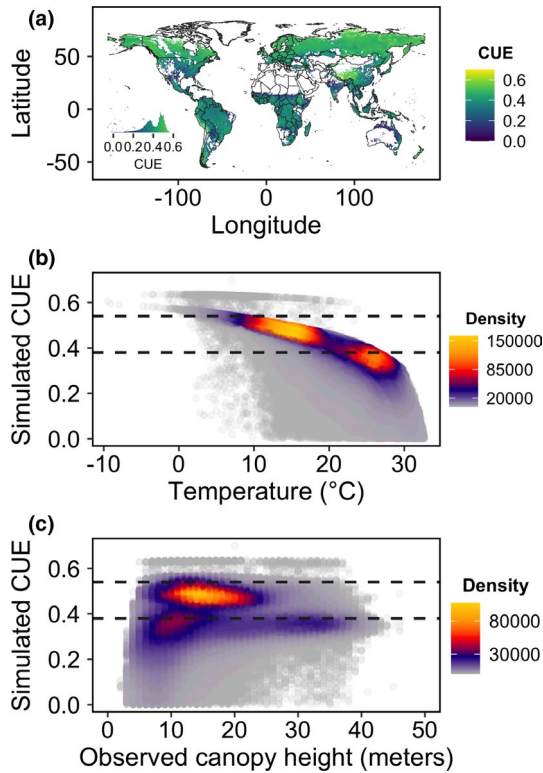 (a)
Latitude
50
0
-50
0.00.20.40.6
CUE
-100 0 100
Longitude
CUE
0.6
0.4
0.2
0.0
(b)
Simulated CUE
0.6
0.4
0.2
0.0
-10 0 10 20 30
Temperature (°C)
Density
150000
85000
20000
(c)
Simulated CUE
0.6
0.4
0.2
0.0
0 10 20 30 40 50
Observed canopy height (meters)
Density
80000
30000